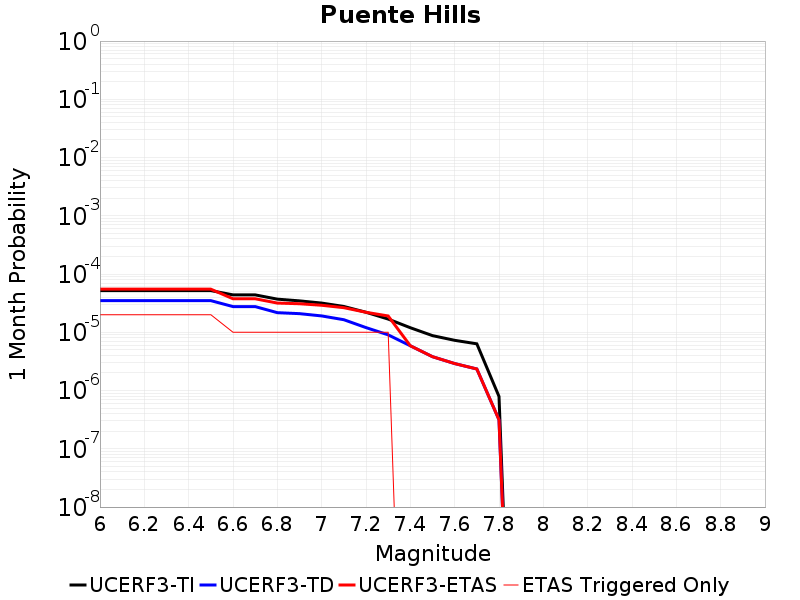 Puente Hills
1 Month Probability
10^0
10^-1
10^-2
10^-3
10^-4
10^-5
10^-6
10^-7
10^-8
6 6.2 6.4 6.6 6.8 7 7.2 7.4 7.6 7.8 8 8.2 8.4 8.6 8.8 9
Magnitude
UCERF3-TI UCERF3-TD UCERF3-ETAS ETAS Triggered Only